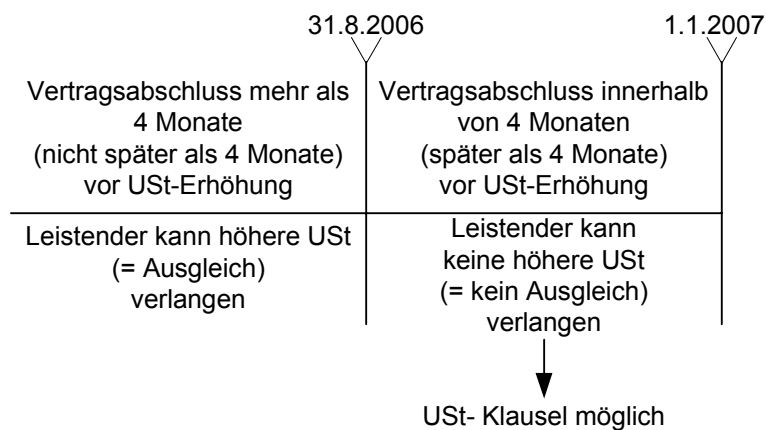 31.8.2006
1.1.2007
Vertragsabschluss mehr als
4 Monate
(nicht später als 4 Monate)
vor USt-Erhöhung
Vertragsabschluss innerhalb
von 4 Monaten
(später als 4 Monate)
vor USt-Erhöhung
Leistender kann höhere USt
(= Ausgleich)
verlangen
Leistender kann
keine höhere USt
(= kein Ausgleich)
verlangen
USt- Klausel möglich